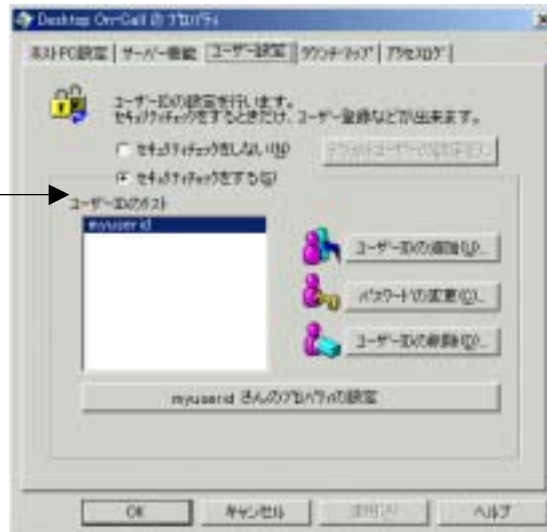 Desktop On-Call のプロパティ
ホストPC設定 サーバー機能 ユーザー設定 アクセスログ
ユーザーIDの設定を行います。
セキュリティチェックをするときだけ、ユーザー登録などが出来ます。
セキュリティチェックをしない(N)
セキュリティチェックをする(S)
ユーザーIDのリスト
myuserid
ユーザーIDの追加(U)...
パスワードの変更(C)...
ユーザーIDの削除(D)...
myuserid さんのプロパティの設定
OK キャンセル 適用(A) ヘルプ